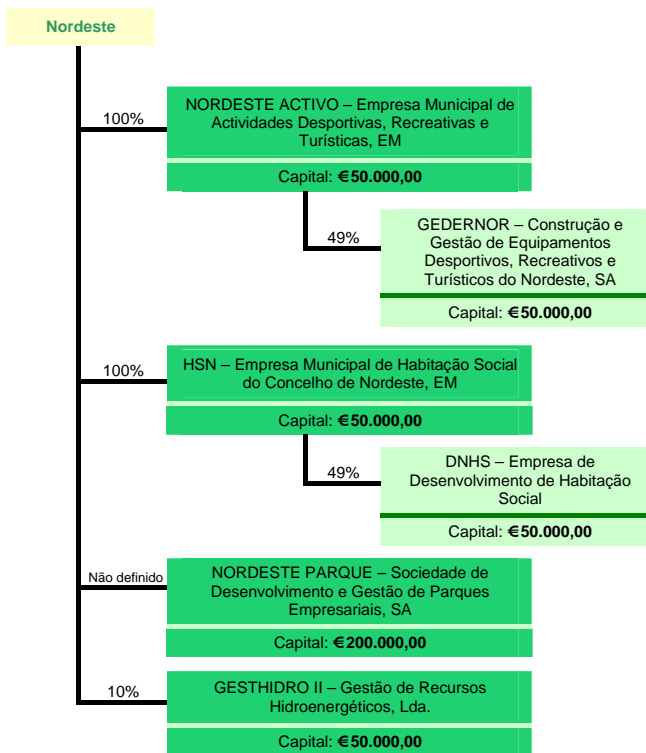 Nordeste
100%
NORDESTE ACTIVO – Empresa Municipal de
Actividades Desportivas, Recreativas e
Turísticas, EM
Capital: €50.000,00
49%
GEDERNOR – Construção e
Gestão de Equipamentos
Desportivos, Recreativos e
Turísticos do Nordeste, SA
Capital: €50.000,00
100%
HSN – Empresa Municipal de Habitação Social
do Concelho de Nordeste, EM
Capital: €50.000,00
49%
DNHS – Empresa de
Desenvolvimento de Habitação
Social
Capital: €50.000,00
Não definido
NORDESTE PARQUE – Sociedade de
Desenvolvimento e Gestão de Parques
Empresariais, SA
Capital: €200.000,00
10%
GESTHIDRO II – Gestão de Recursos
Hidroenergéticos, Lda.
Capital: €50.000,00